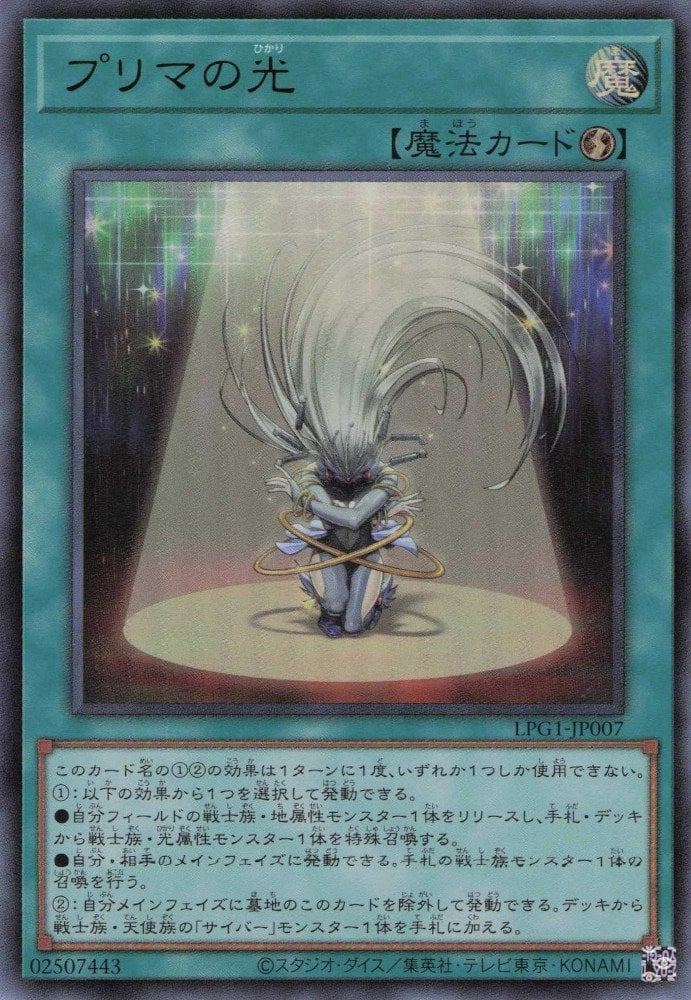 プリマの光
魔
【魔法カード】
LPG1-JP007
このカード名の①②の効果は1ターンに1度、いずれか1つしか使用できない。
①:以下の効果から1つを選択して発動できる。
●自分フィールドの戦士族・地属性モンスター1体をリリースし、手札・デッキ
から戦士族・光属性モンスター1体を特殊召喚する。
●自分・相手のメインフェイズに発動できる。手札の戦士族モンスター1体の
召喚を行う。
②:自分メインフェイズに墓地のこのカードを除外して発動できる。デッキから
戦士族・天使族の「サイバー」モンスター1体を手札に加える。
02507443 ©スタジオ・ダイス/集英社・テレビ東京・KONAMI